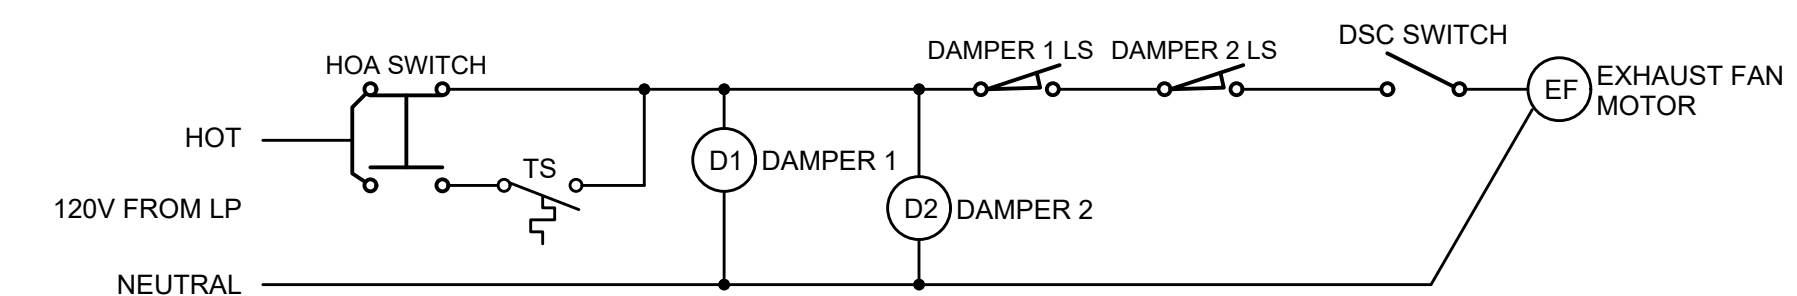 DSC SWITCH
DAMPER 1 LS
DAMPER 2 LS
HOA SWITCH
EF
EXHAUST FAN
MOTOR
HOT
TS
D1
DAMPER 1
120V FROM LP
D2
DAMPER 2
NEUTRAL